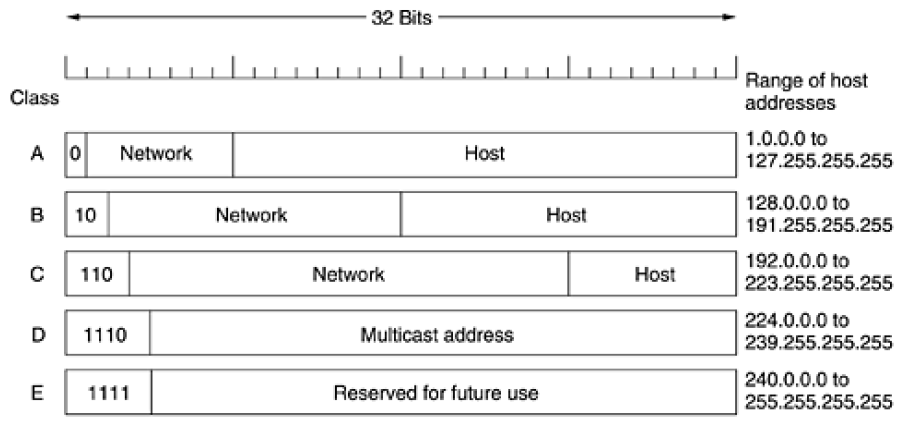 32 Bits
Class
Range of host
addresses
A
0
Network
Host
1.0.0.0 to
127.255.255.255
B
10
Network
Host
128.0.0.0 to
191.255.255.255
C
110
Network
Host
192.0.0.0 to
223.255.255.255
D
1110
Multicast address
224.0.0.0 to
239.255.255.255
E
1111
Reserved for future use
240.0.0.0 to
255.255.255.255